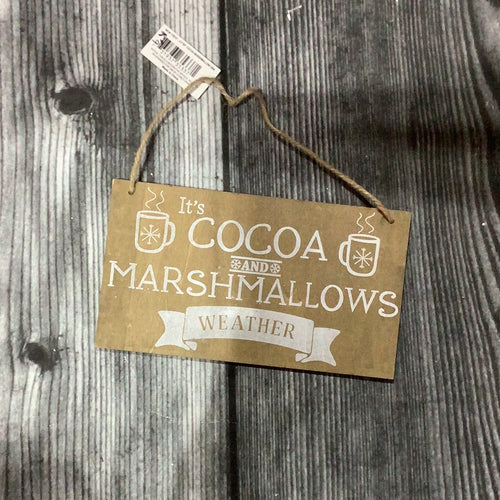 It's
COCOA
AND
MARSHMALLOWS
WEATHER